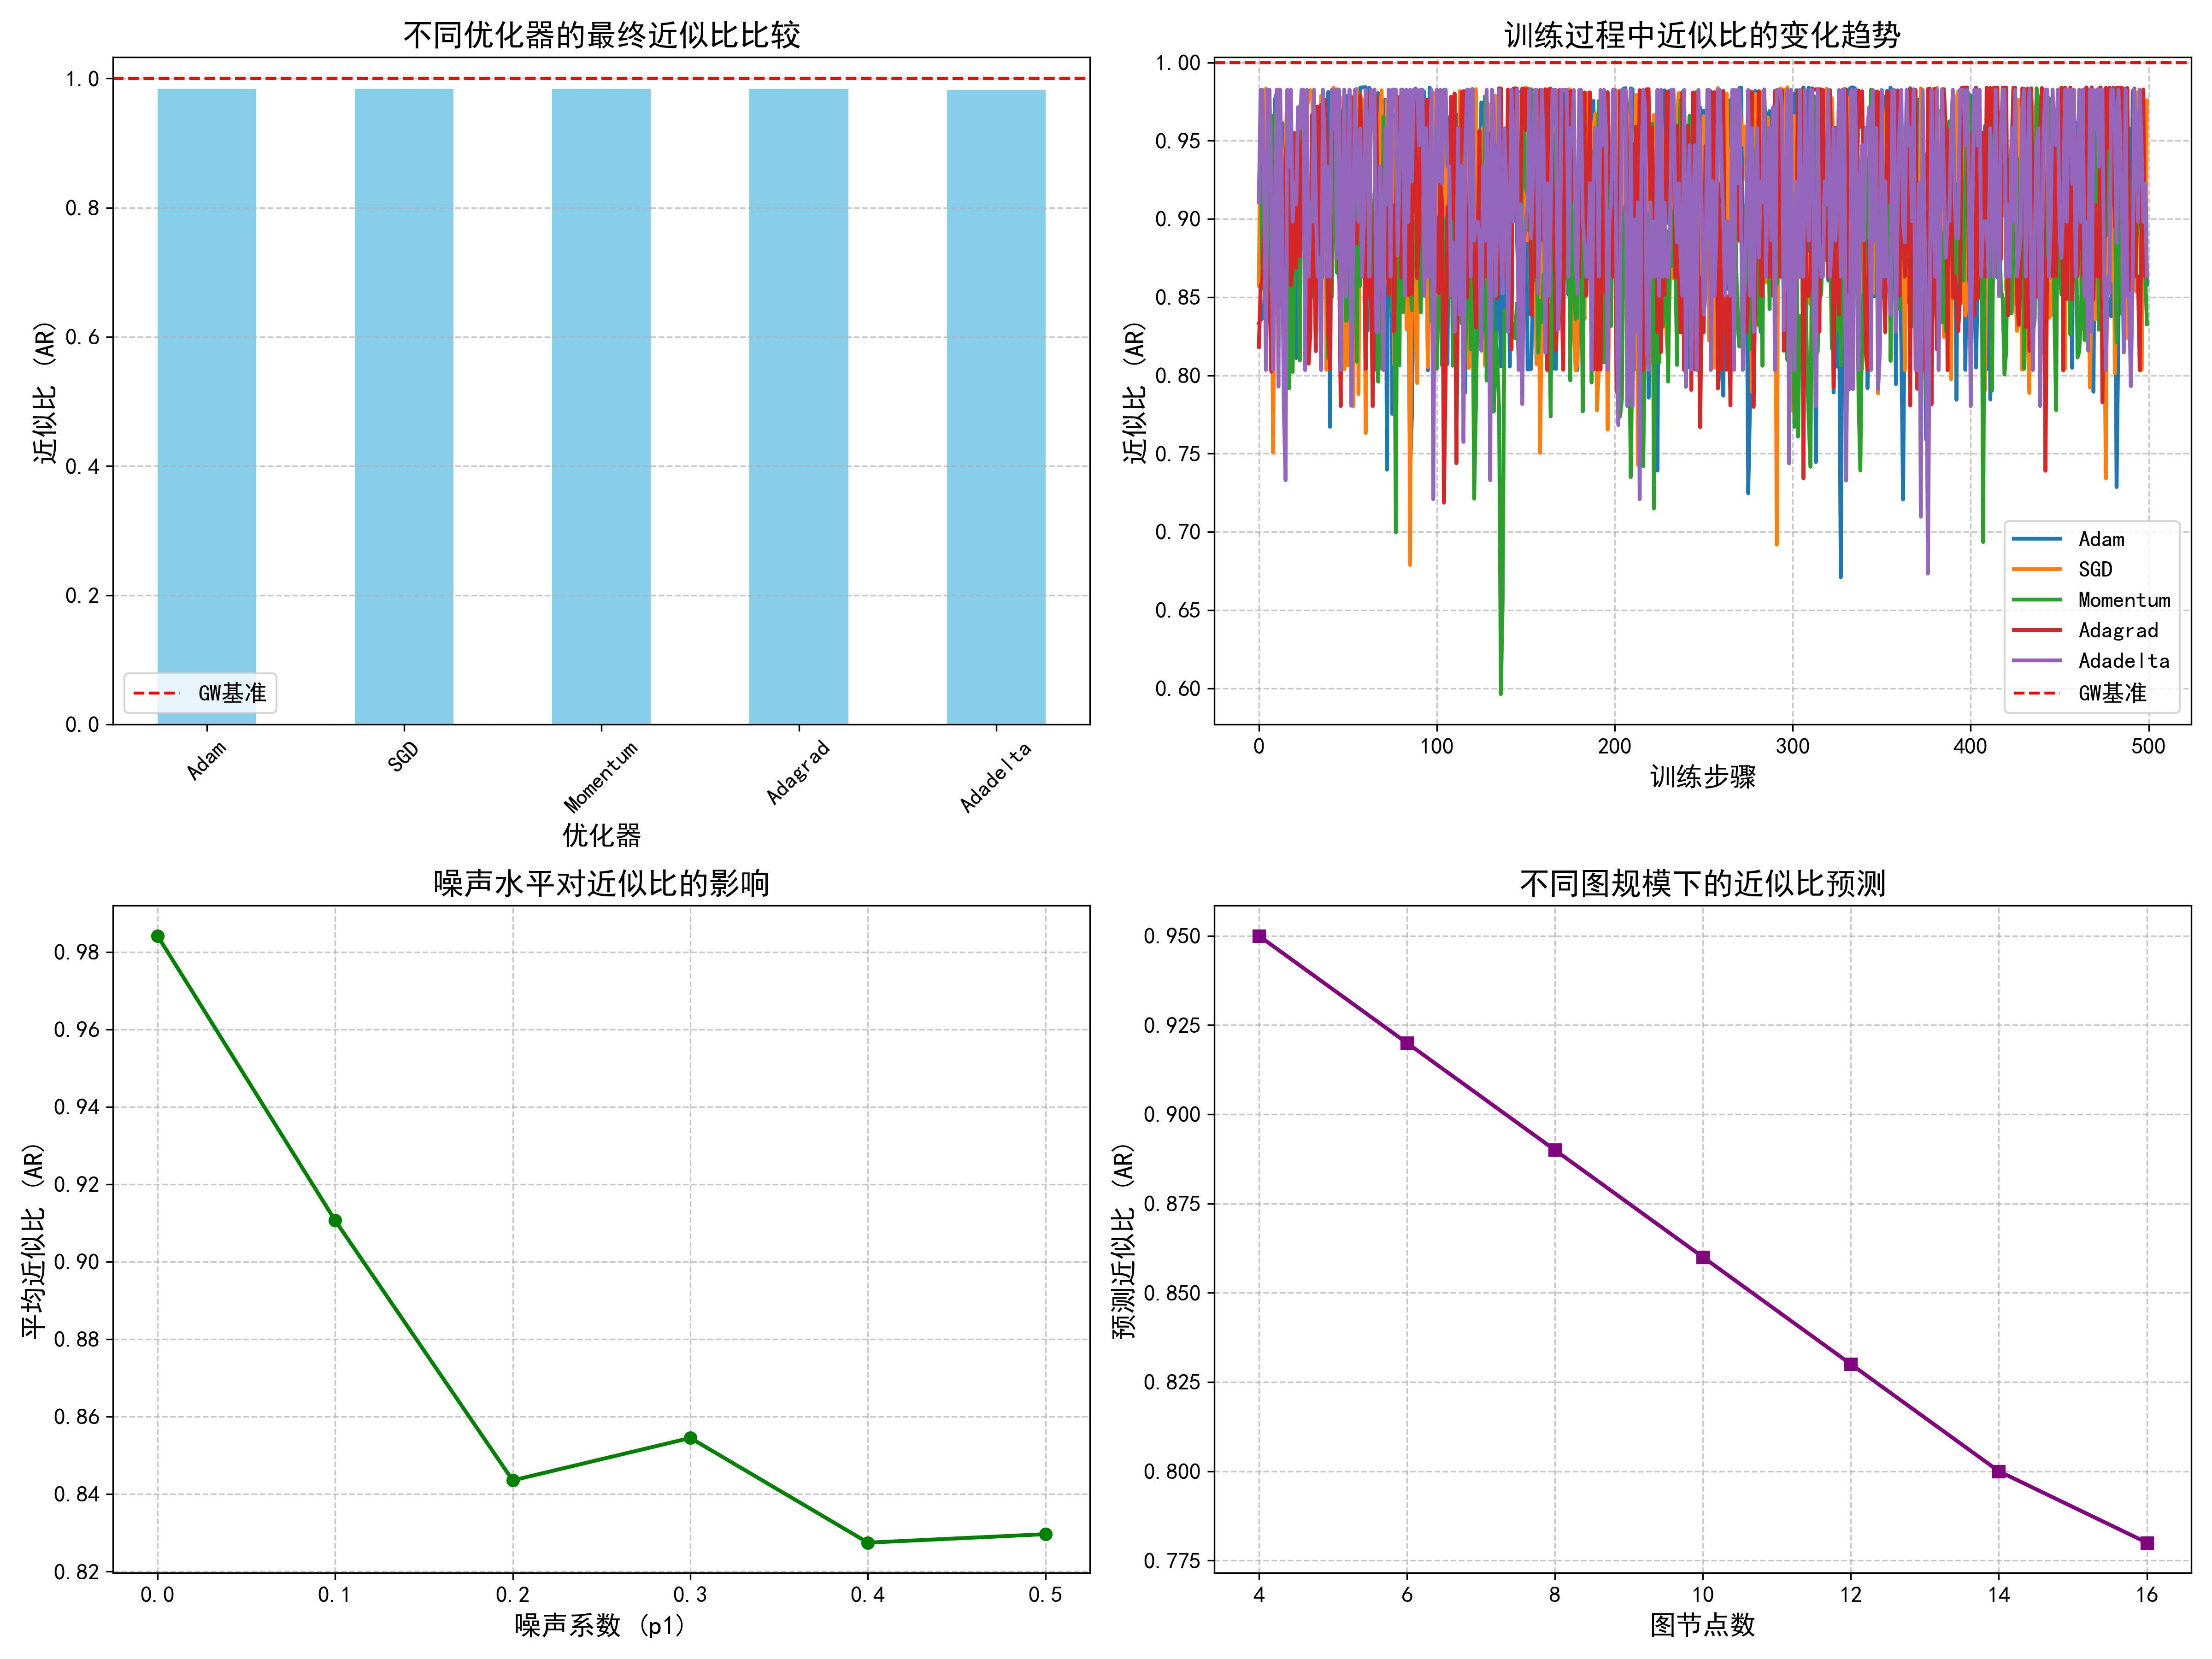 不同优化器的最终近似比比较
1.0
0.8
0.6
0.4
0.2
0.0
近似比 (AR)
GW基准
Adam
SGD
Momentum
Adagrad
Adadelta
优化器
训练过程中近似比的变化趋势
1.00
0.95
0.90
0.85
0.80
0.75
0.70
0.65
0.60
近似比 (AR)
Adam
SGD
Momentum
Adagrad
Adadelta
GW基准
0 100 200 300 400 500
训练步骤
噪声水平对近似比的影响
0.98
0.96
0.94
0.92
0.90
0.88
0.86
0.84
0.82
平均近似比 (AR)
0.0 0.1 0.2 0.3 0.4 0.5
噪声系数 (p1)
不同图规模下的近似比预测
0.950
0.925
0.900
0.875
0.850
0.825
0.800
0.775
预测近似比 (AR)
4 6 8 10 12 14 16
图节点数